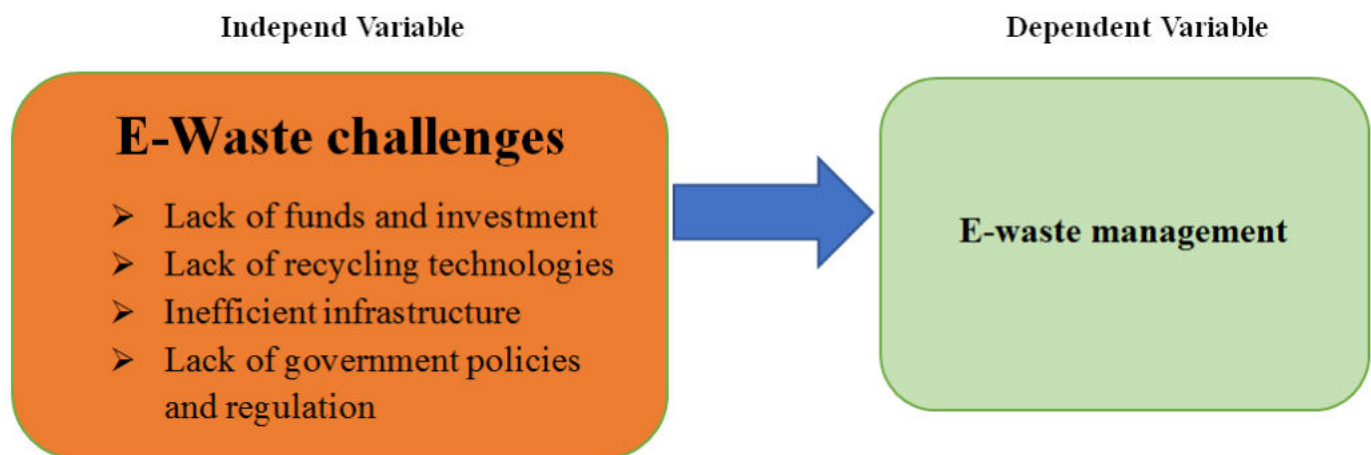 Independ Variable
Dependent Variable
E-Waste challenges
➤ Lack of funds and investment
➤ Lack of recycling technologies
➤ Inefficient infrastructure
➤ Lack of government policies
and regulation
E-waste management